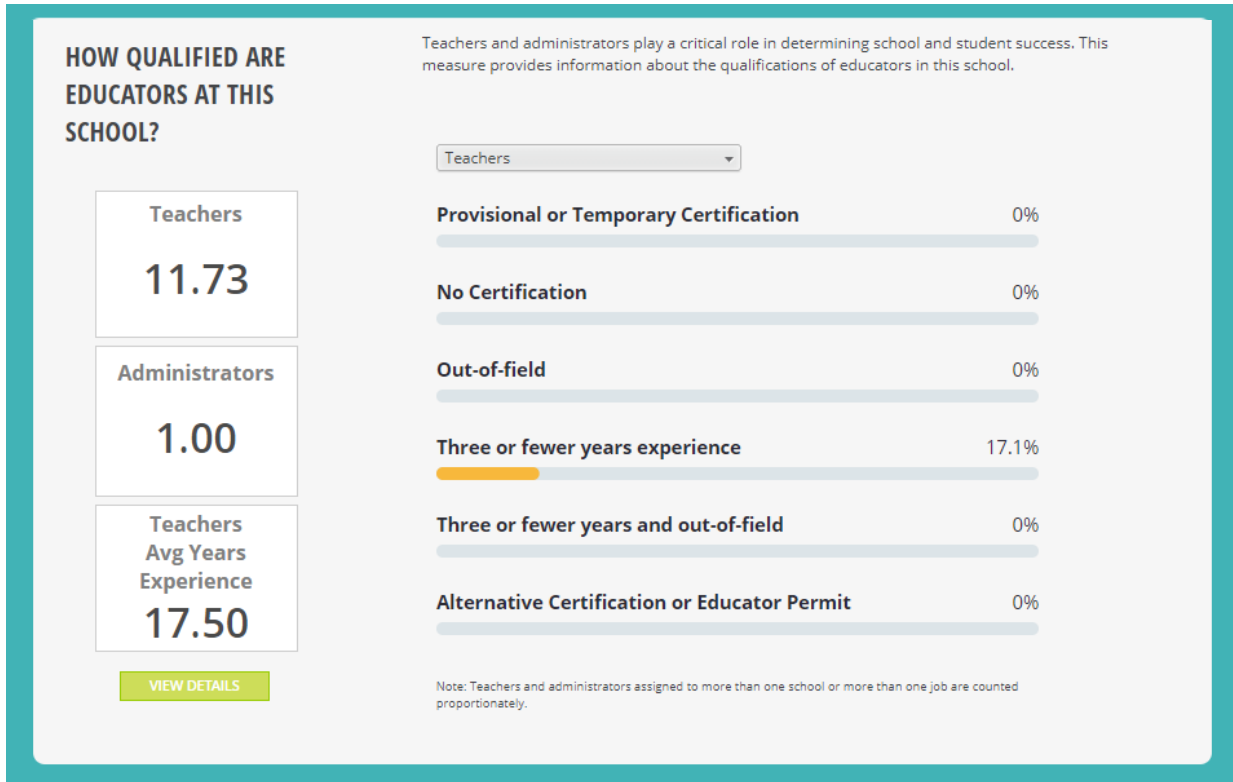 HOW QUALIFIED ARE
EDUCATORS AT THIS
SCHOOL?
Teachers and administrators play a critical role in determining school and student success. This
measure provides information about the qualifications of educators in this school.
Teachers
11.73
Administrators
1.00
Teachers
Avg Years
Experience
17.50
VIEW DETAILS
Teachers
Provisional or Temporary Certification 0%
No Certification 0%
Out-of-field 0%
Three or fewer years experience 17.1%
Three or fewer years and out-of-field 0%
Alternative Certification or Educator Permit 0%
Note: Teachers and administrators assigned to more than one school or more than one job are counted
proportionately.